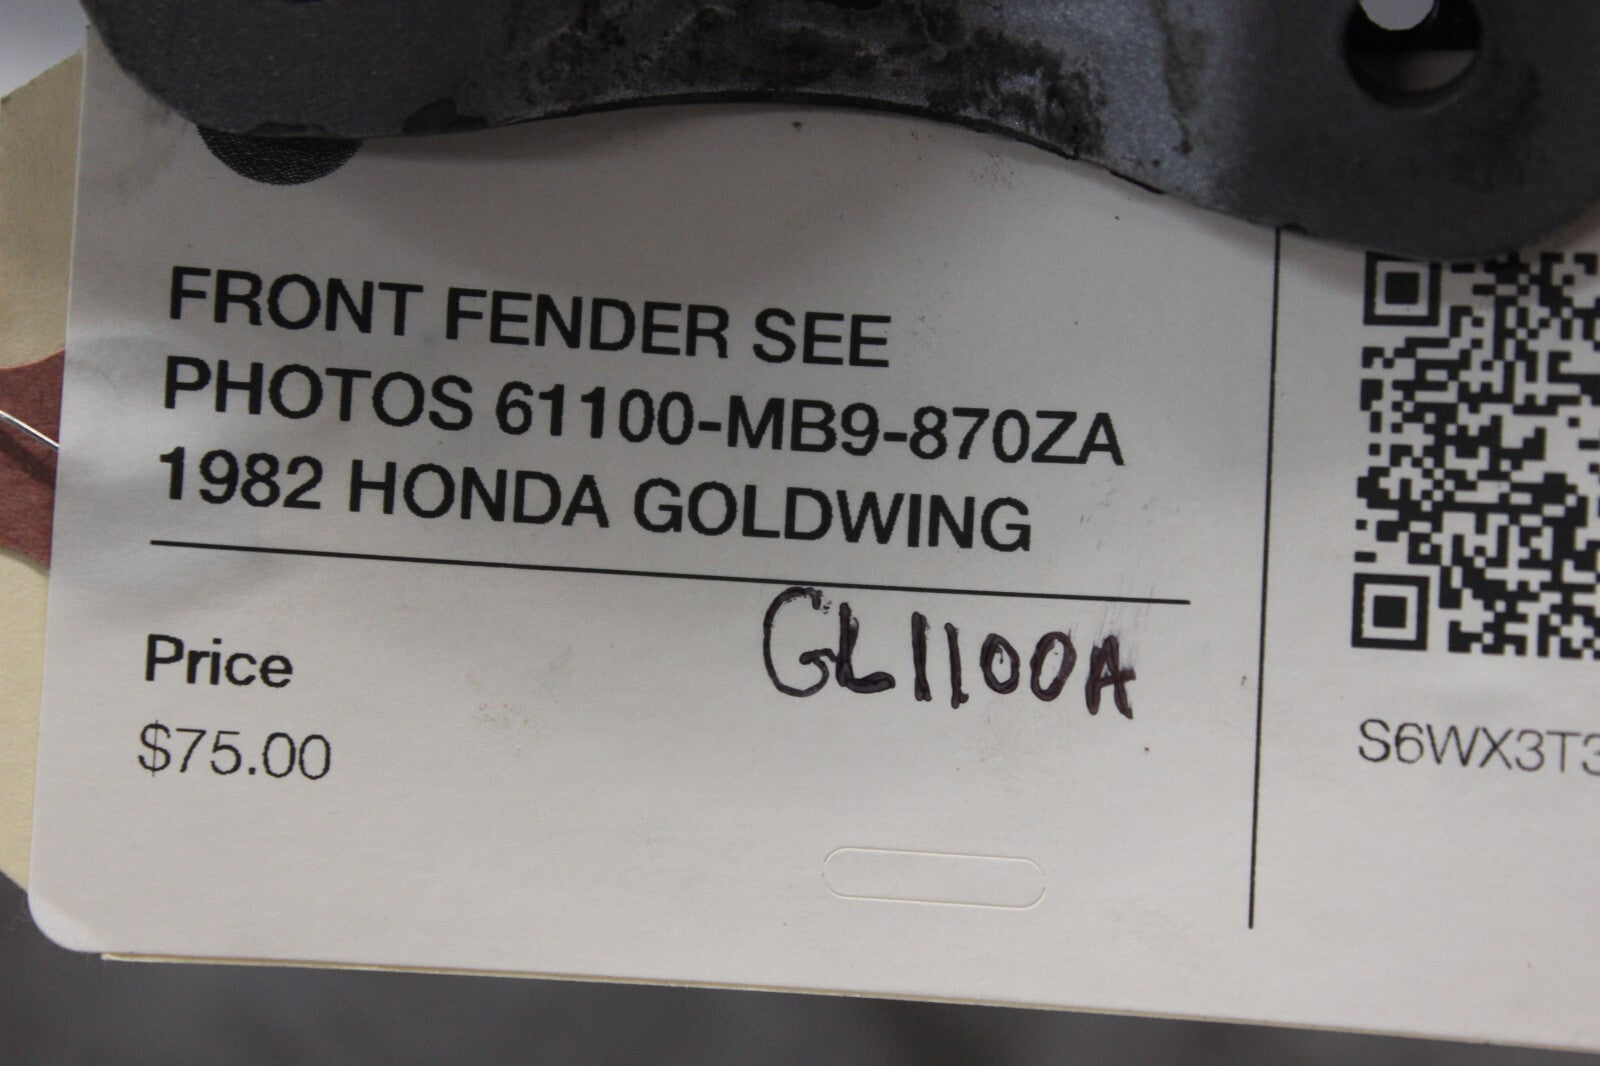 FRONT FENDER SEE
PHOTOS 61100-MB9-870ZA
1982 HONDA GOLDWING
GL1100A
Price
$75.00
S6WX3T3